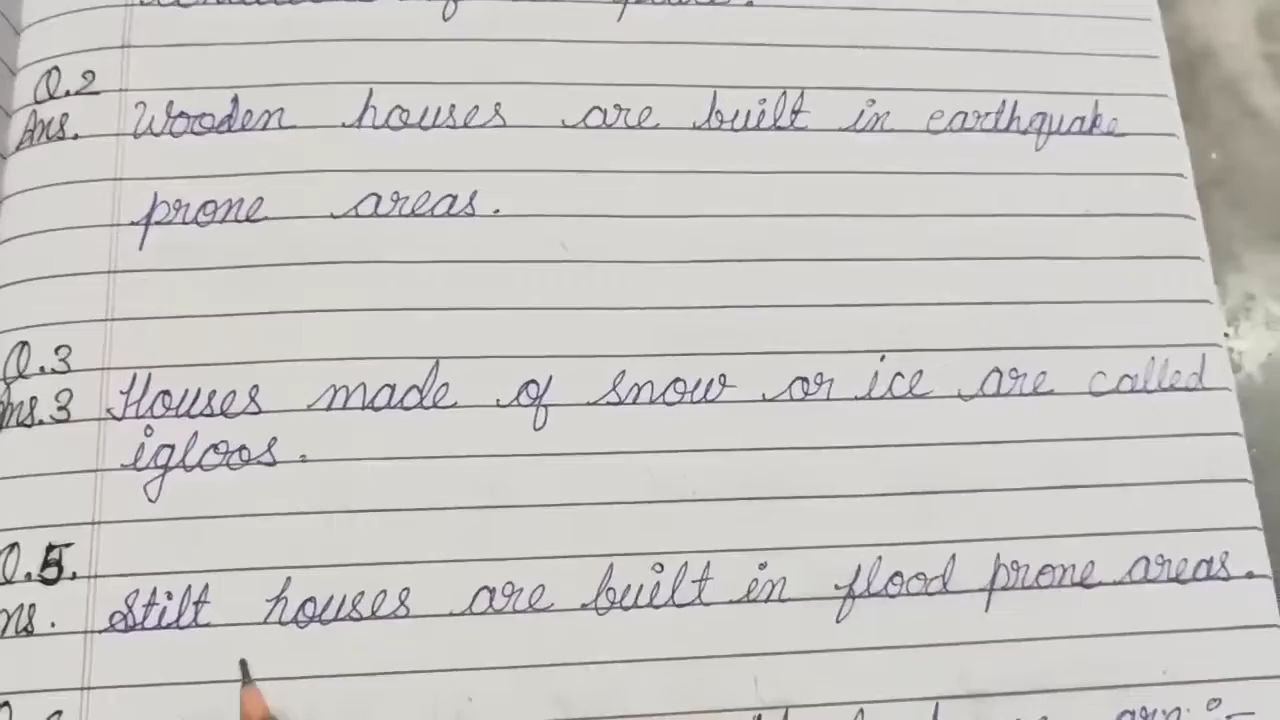 Q.2
Ans. Wooden houses are built in earthquake
prone areas.
Q.3
Ans.3 Houses made of snow or ice are called
igloos.
Q.5.
Ans. Stilt houses are built in flood prone areas.